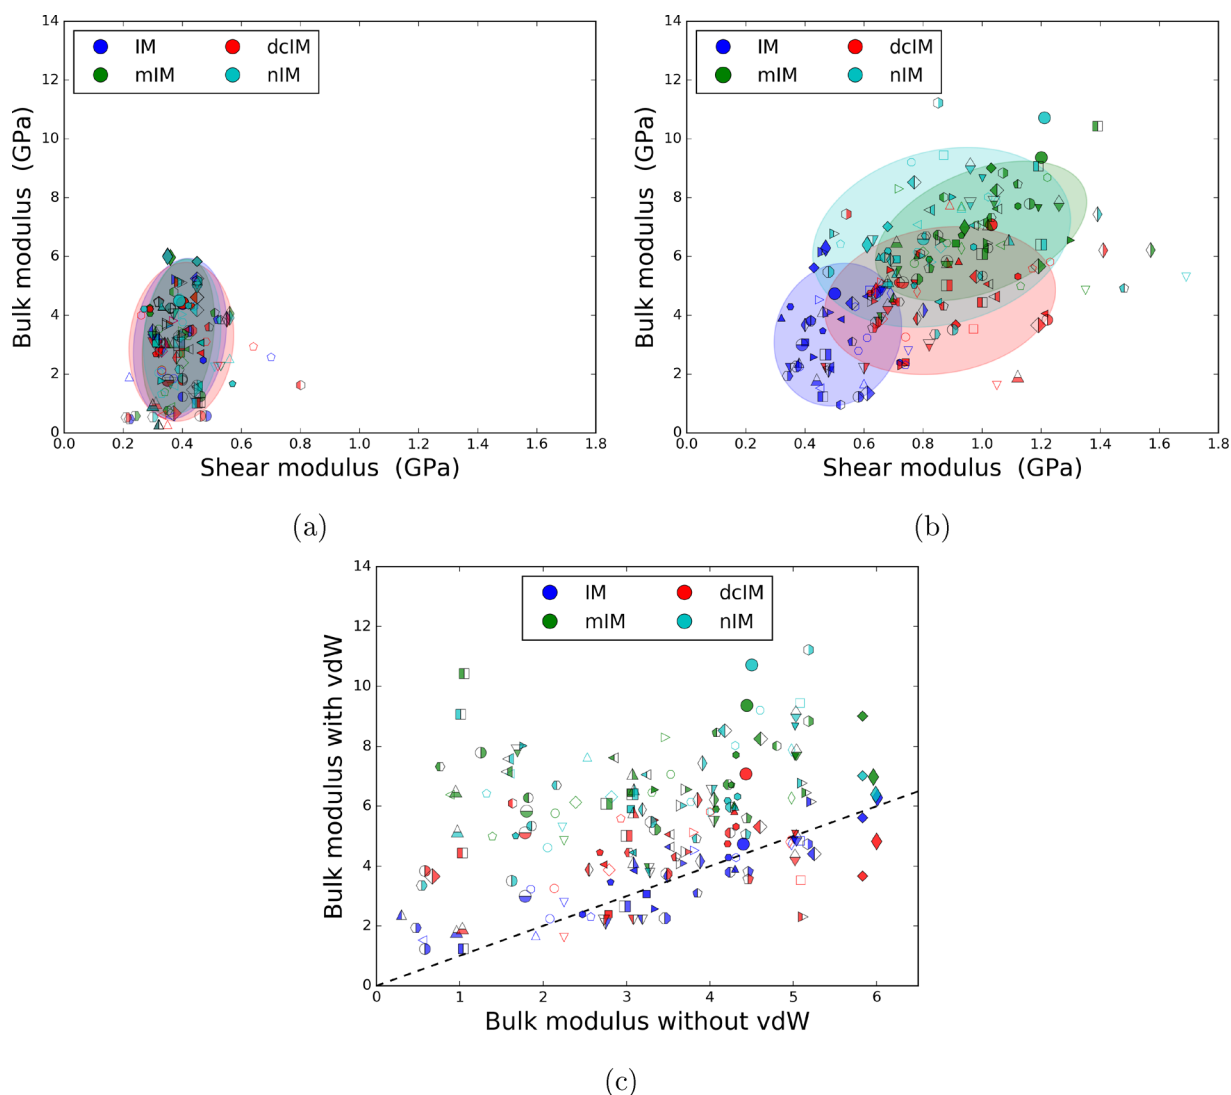 14
12
10
8
6
4
2
0
Bulk modulus (GPa)
IM
dcIM
mIM
nIM
0.0 0.2 0.4 0.6 0.8 1.0 1.2 1.4 1.6 1.8
Shear modulus (GPa)
(a)
14
12
10
8
6
4
2
0
Bulk modulus (GPa)
IM
dcIM
mIM
nIM
0.0 0.2 0.4 0.6 0.8 1.0 1.2 1.4 1.6 1.8
Shear modulus (GPa)
(b)
14
12
10
8
6
4
2
0
Bulk modulus with vdW
IM
dcIM
mIM
nIM
0 1 2 3 4 5 6
Bulk modulus without vdW
(c)